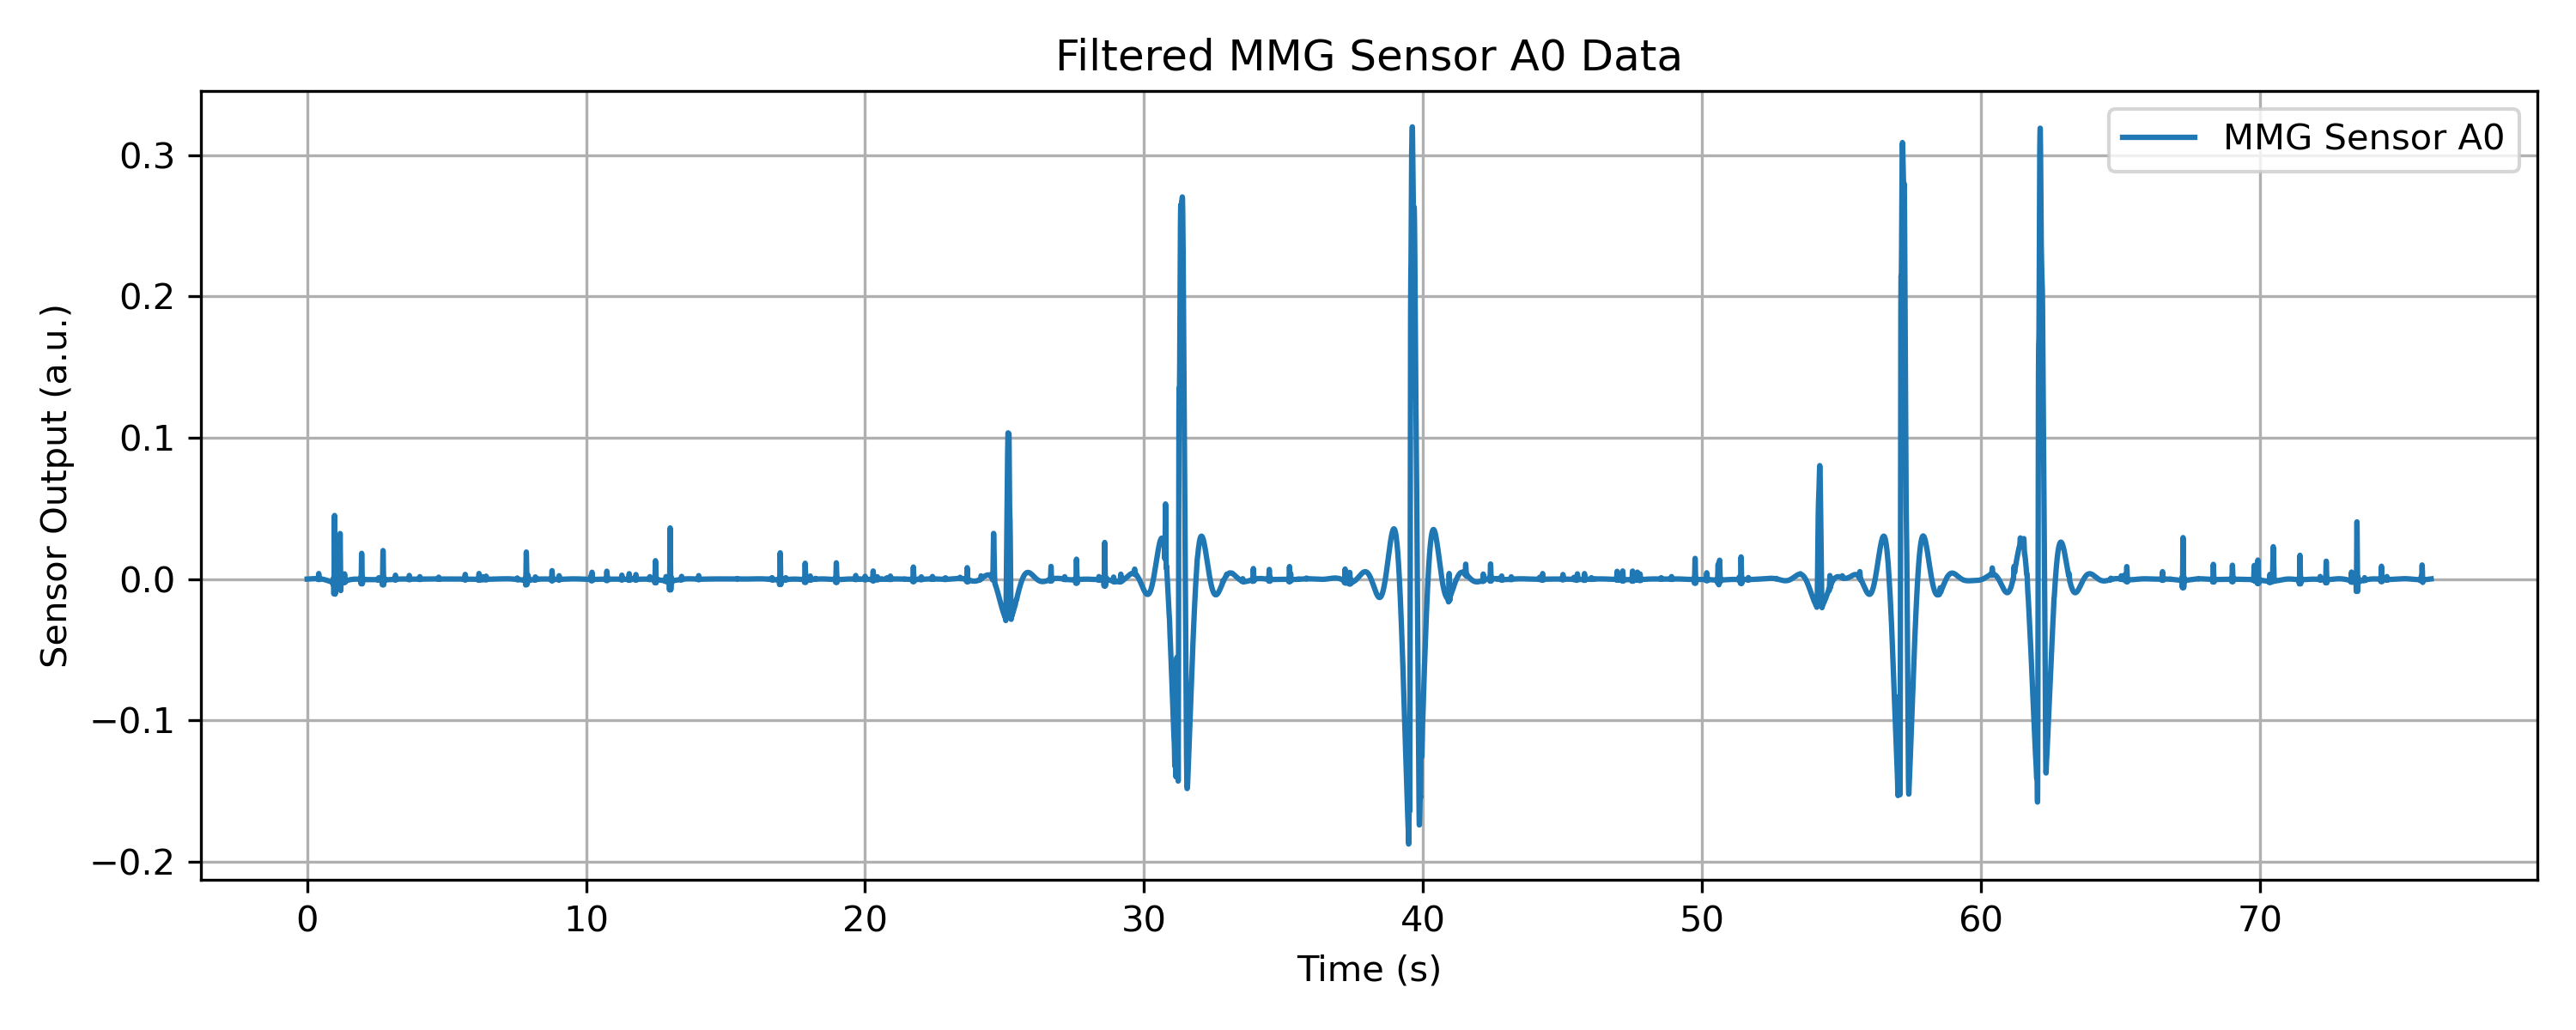 Filtered MMG Sensor A0 Data
MMG Sensor A0
Sensor Output (a.u.)
0.3
0.2
0.1
0.0
−0.1
−0.2
0 10 20 30 40 50 60 70
Time (s)